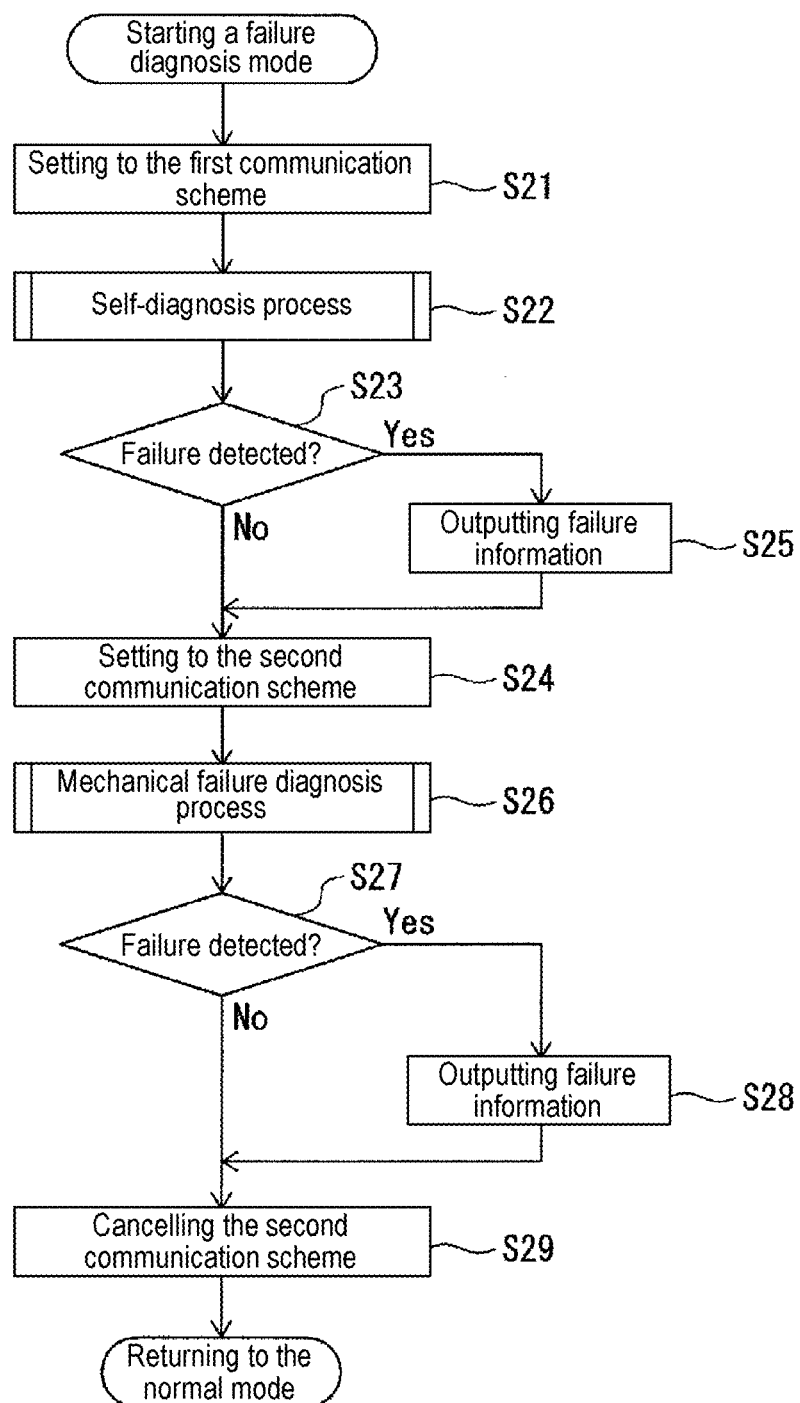 Starting a failure
diagnosis mode
Setting to the first communication
scheme
S21
Self-diagnosis process
S22
S23
Failure detected?
Yes
No
Outputting failure
information
S25
Setting to the second
communication scheme
S24
Mechanical failure diagnosis
process
S26
S27
Failure detected?
Yes
No
Outputting failure
information
S28
Cancelling the second
communication scheme
S29
Returning to the
normal mode